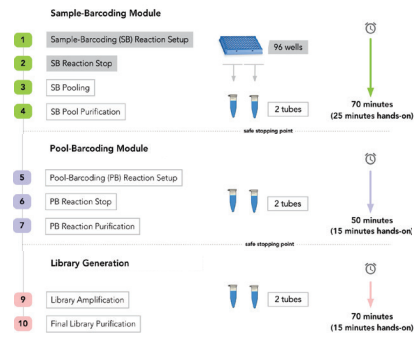 Sample-Barcoding Module
1 Sample-Barcoding (SB) Reaction Setup
96 wells
2 SB Reaction Stop
3 SB Pooling
4 SB Pool Purification
2 tubes
70 minutes
(25 minutes hands-on)
safe stopping point
Pool-Barcoding Module
5 Pool-Barcoding (PB) Reaction Setup
6 PB Reaction Stop
2 tubes
7 PB Reaction Purification
50 minutes
(15 minutes hands-on)
safe stopping point
Library Generation
9 Library Amplification
2 tubes
10 Final Library Purification
70 minutes
(15 minutes hands-on)